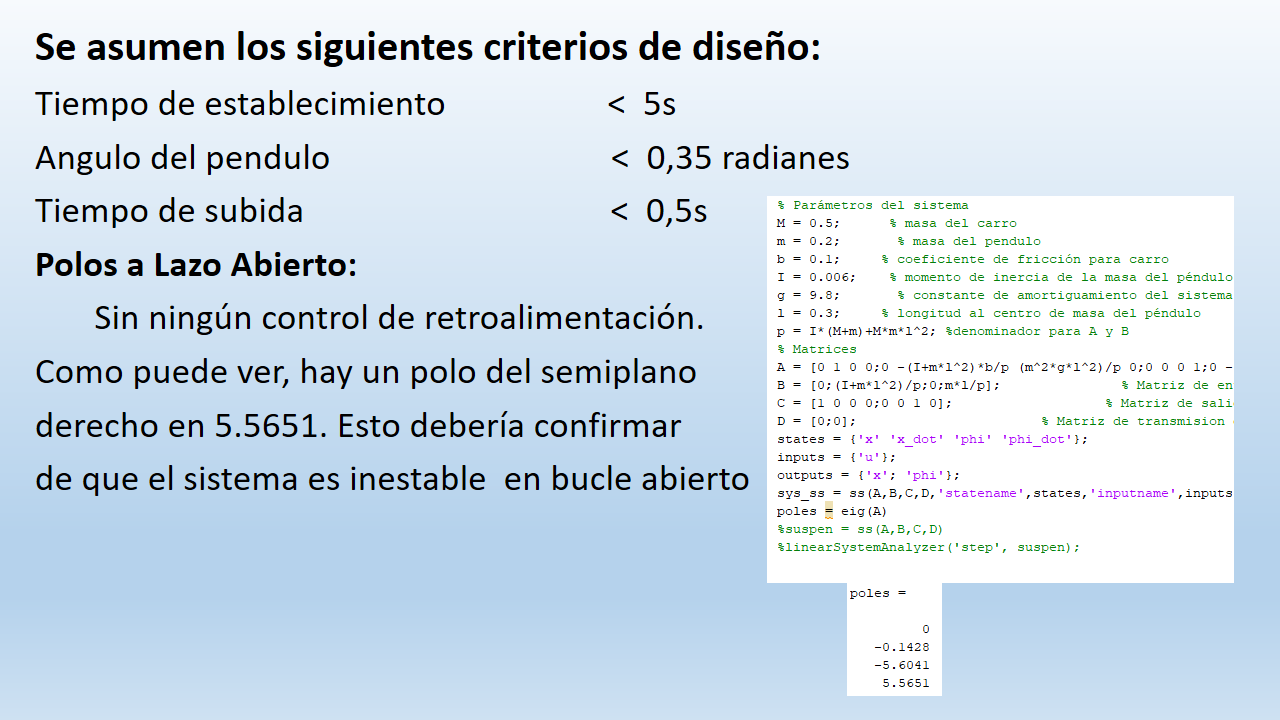 Se asumen los siguientes criterios de diseño:
Tiempo de establecimiento < 5s
Angulo del pendulo < 0,35 radianes
Tiempo de subida < 0,5s
Polos a Lazo Abierto:
Sin ningún control de retroalimentación.
Como puede ver, hay un polo del semiplano
derecho en 5.5651. Esto debería confirmar
de que el sistema es inestable en bucle abierto
% Parámetros del sistema
M = 0.5; % masa del carro
m = 0.2; % masa del pendulo
b = 0.1; % coeficiente de fricción para carro
I = 0.006; % momento de inercia de la masa del péndulo
g = 9.8; % constante de amortiguamiento del sistema
l = 0.3; % longitud al centro de masa del péndulo
p = I*(M+m)+M*m*l^2; %denominador para A y B
% Matrices
A = [0 1 0 0;0 -(I+m*l^2)*b/p (m^2*g*l^2)/p 0;0 0 0 1;0 -
B = [0;(I+m*l^2)/p;0;m*l/p]; % Matriz de en
C = [1 0 0 0;0 0 1 0]; % Matriz de sali
D = [0;0]; % Matriz de transmision
states = {'x' 'x_dot' 'phi' 'phi_dot'};
inputs = {'u'};
outputs = {'x'; 'phi'};
sys_ss = ss(A,B,C,D,'statename',states,'inputname',inputs
poles = eig(A)
%suspen = ss(A,B,C,D)
%linearSystemAnalyzer('step', suspen);
poles =
0
-0.1428
-5.6041
5.5651